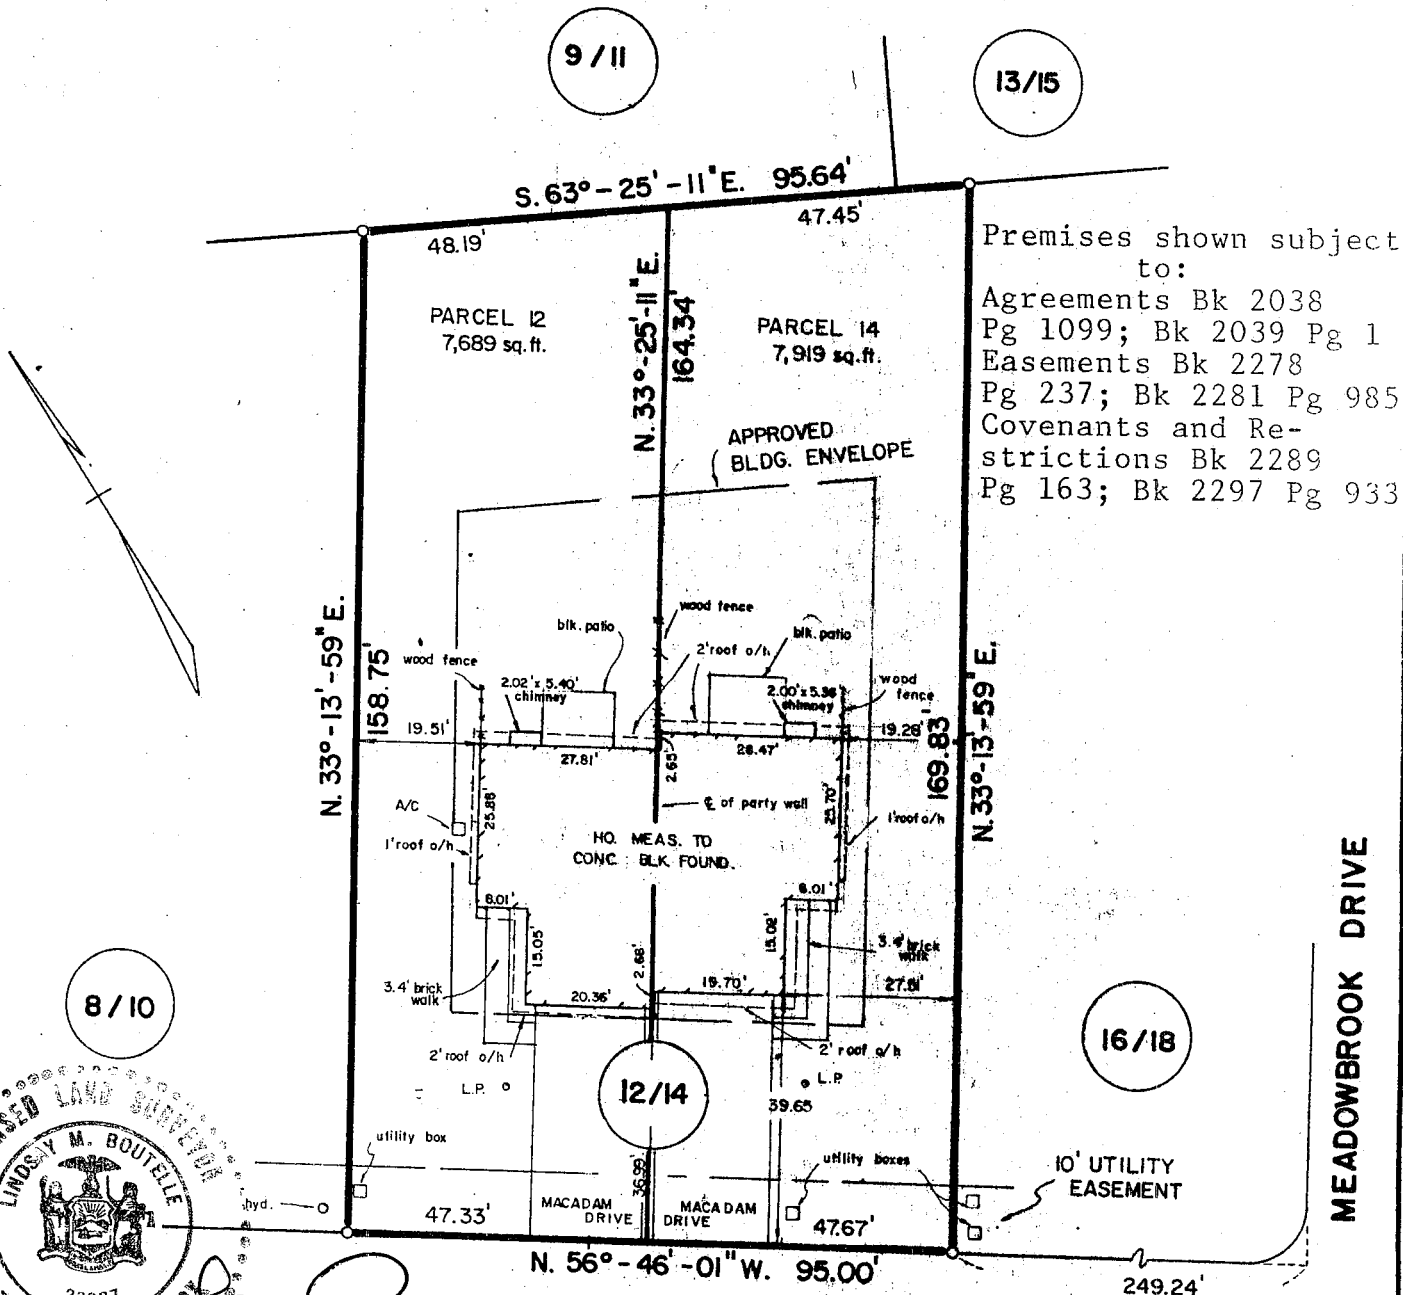 9/11
13/15
S. 63°-25'-11"E. 95.64'
48.19'
47.45'
Premises shown subject
to:
Agreements Bk 2038
Pg 1099; Bk 2039 Pg 1
Easements Bk 2278
Pg 237; Bk 2281 Pg 985
Covenants and Re-
strictions Bk 2289
Pg 163; Bk 2297 Pg 933
PARCEL 12
7,689 sq.ft.
N. 33°-25'-11"E.
164.34'
PARCEL 14
7,919 sq.ft.
APPROVED
BLDG. ENVELOPE
N. 33°-13'-59"E.
158.75'
wood fence
blk. patio
wood fence
2' roof o/h
blk. patio
wood
fence
2.02' x 5.40'
chimney
2.00' x 5.36'
chimney
19.51'
27.81'
2.65'
28.47'
19.28'
169.83'
N. 33°-13'-59"E.
A/C
1' roof o/h
25.88'
℄ of party wall
25.70'
1' roof o/h
HO. MEAS. TO
CONC. BLK. FOUND.
8.01'
15.05'
8.01'
15.02'
3.4' brick
walk
3.4' brick
walk
20.36'
2.68'
19.70'
27.51'
2' roof o/h
2' roof o/h
8/10
12/14
16/18
L.P.
L.P.
39.65
MEADOWBROOK DRIVE
utility box
utility boxes
10' UTILITY
EASEMENT
hyd.
47.33'
MACADAM
DRIVE
36.99'
MACADAM
DRIVE
47.67'
N. 56°-46'-01"W. 95.00'
249.24'
LAND SURVEYOR
LINDSAY M. BOUTELLE